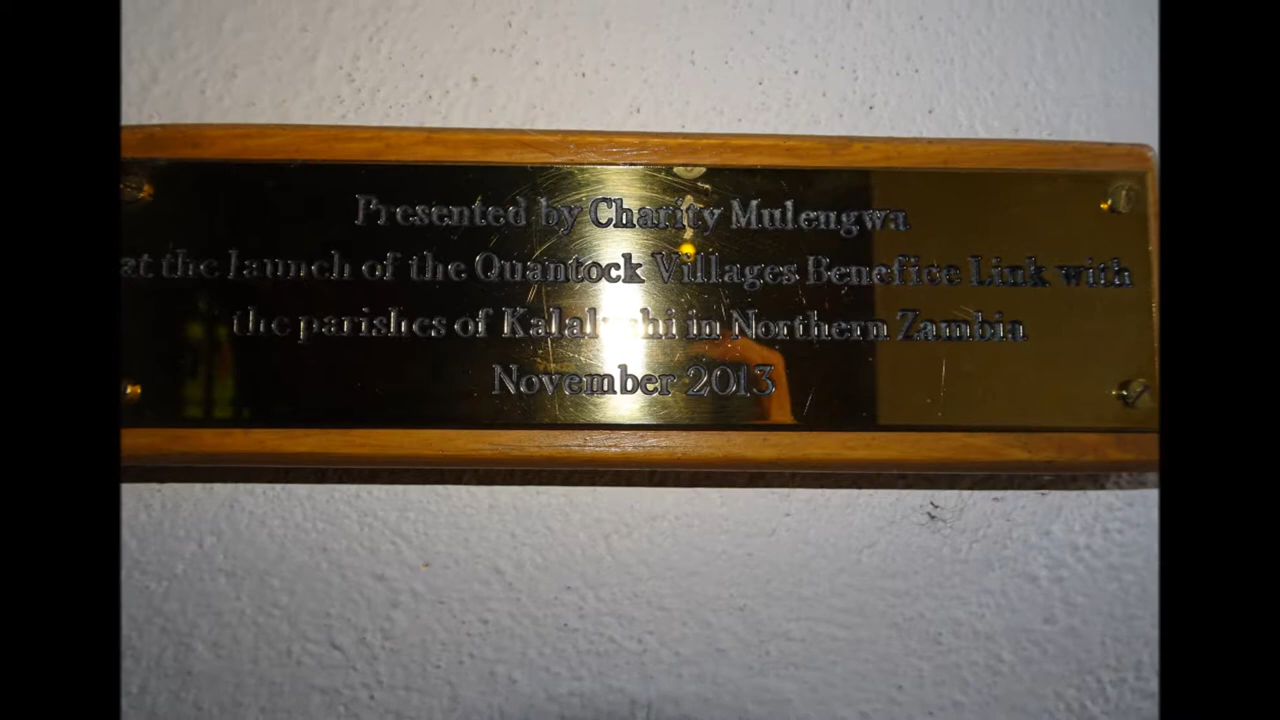 Presented by Charity Mulengwa
at the launch of the Quantock Villages Benefice Link with
the parishes of in Northern Zambia
November 2013